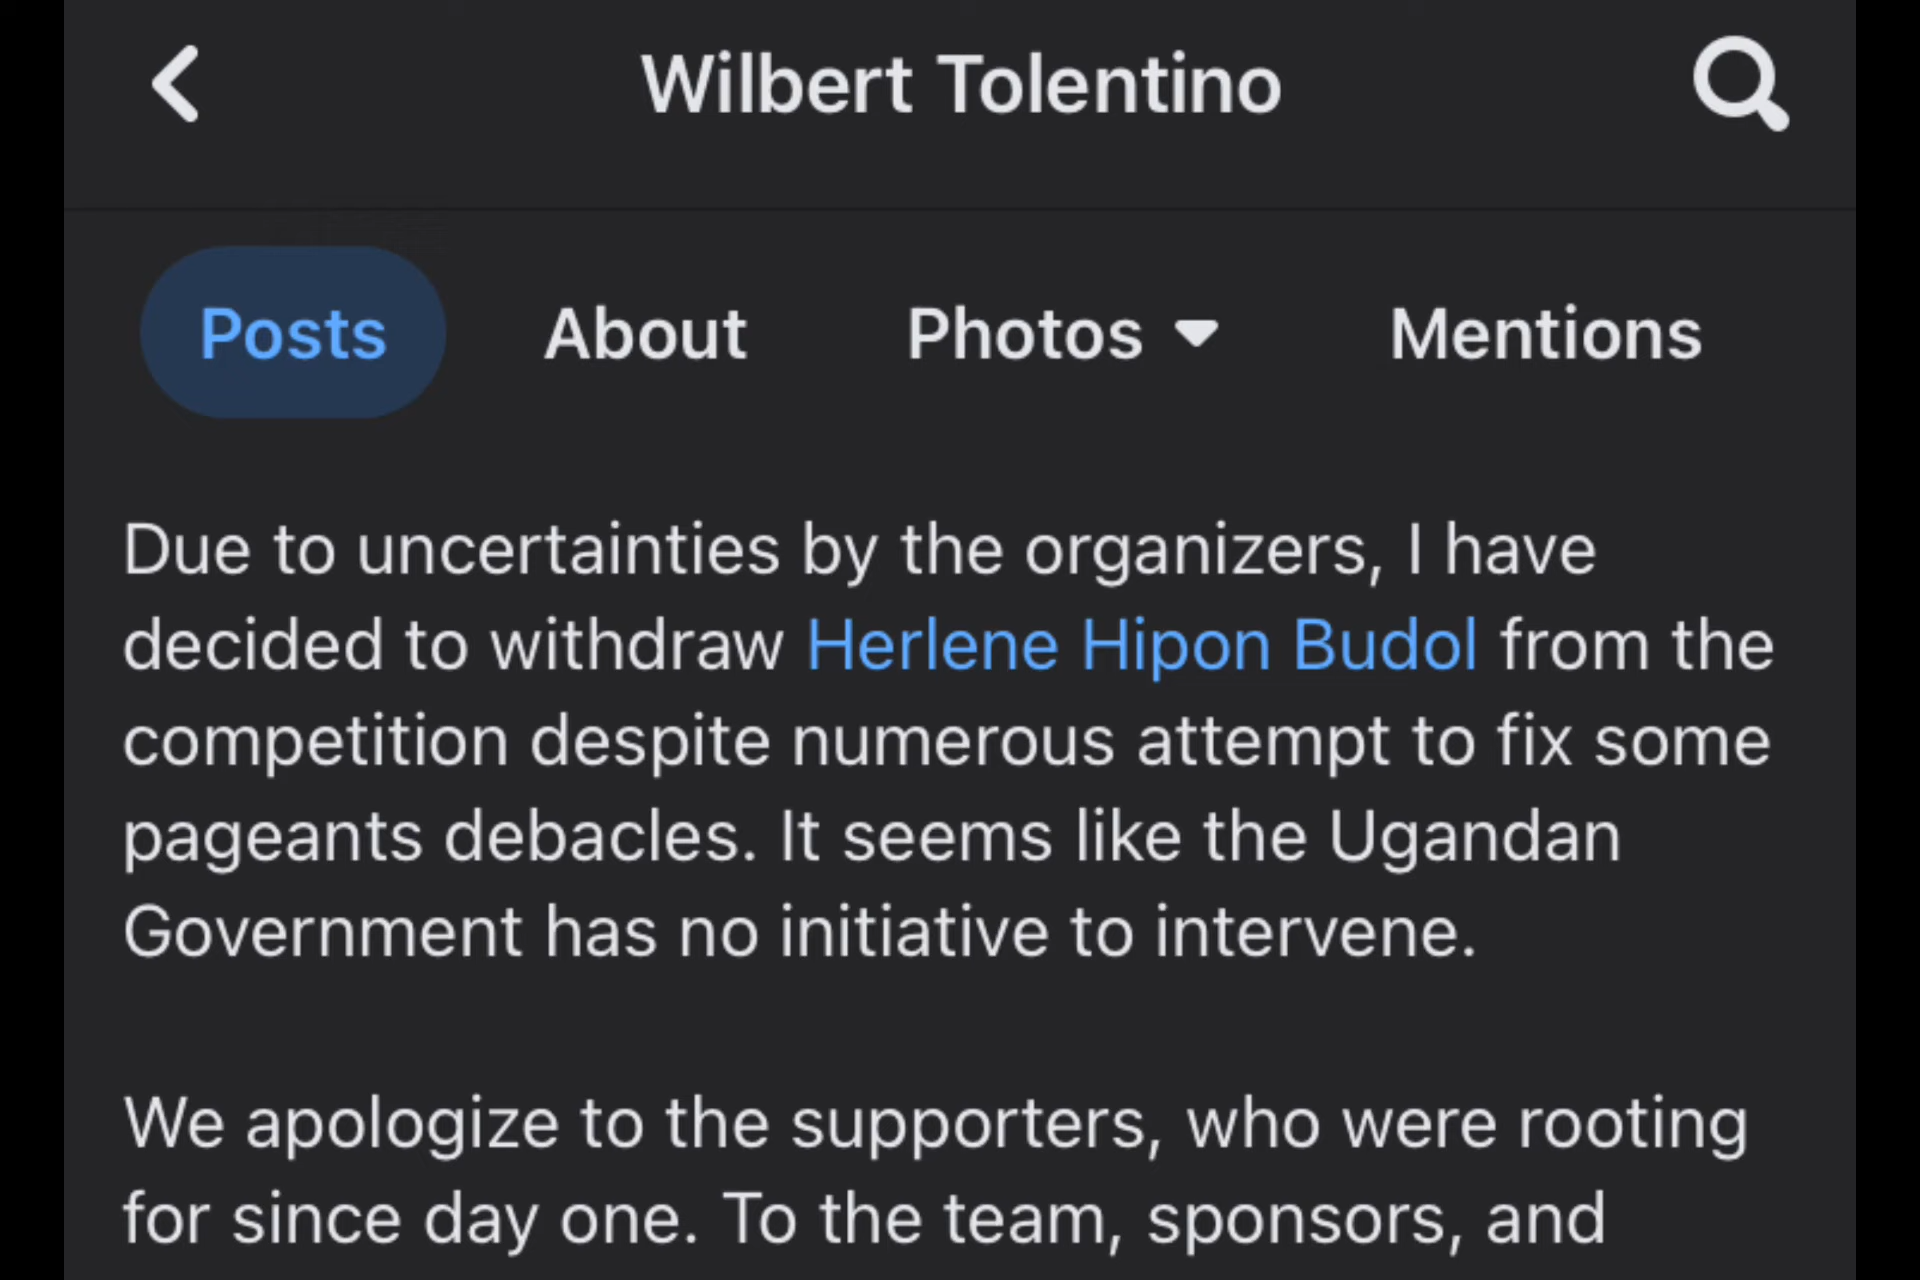 Wilbert Tolentino
Posts About Photos Mentions
Due to uncertainties by the organizers, I have
decided to withdraw Herlene Hipon Budol from the
competition despite numerous attempt to fix some
pageants debacles. It seems like the Ugandan
Government has no initiative to intervene.
We apologize to the supporters, who were rooting
for since day one. To the team, sponsors, and